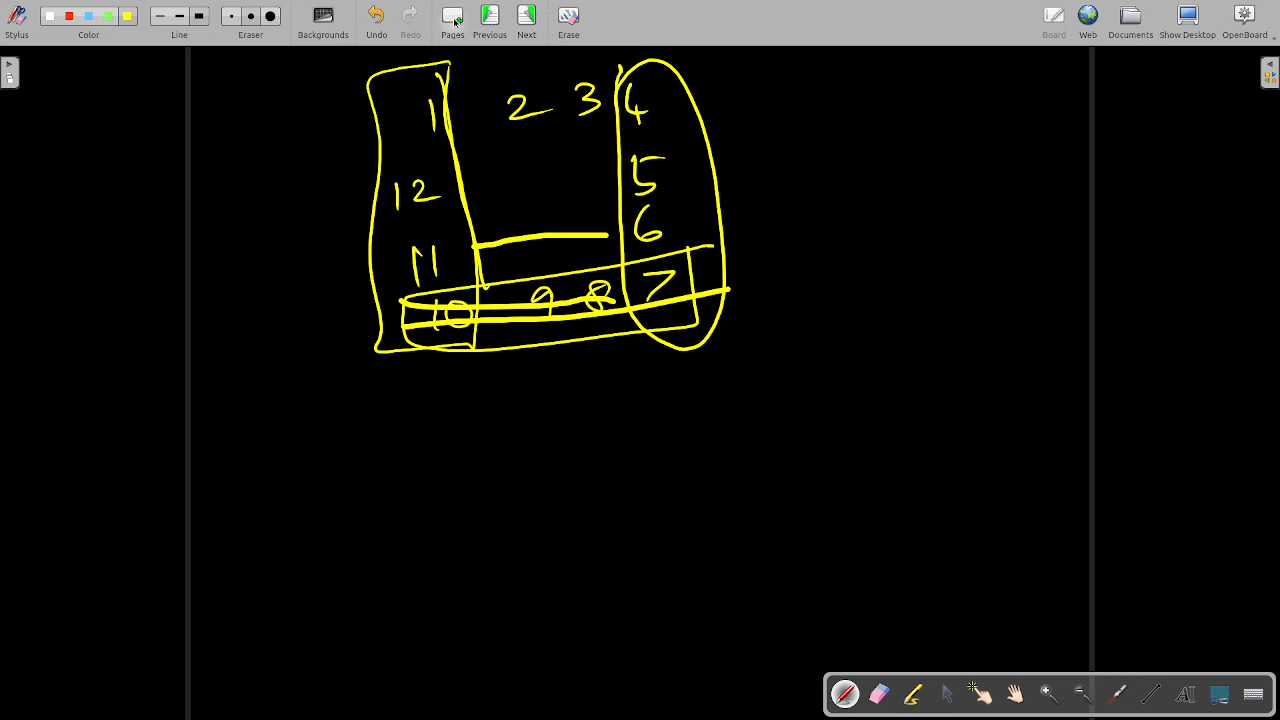 Stylus Color Line Eraser Backgrounds Undo Redo Pages Previous Next Erase Board Web Documents Show Desktop OpenBoard
1 2 3 4
12 5
11 6
10 9 8 7